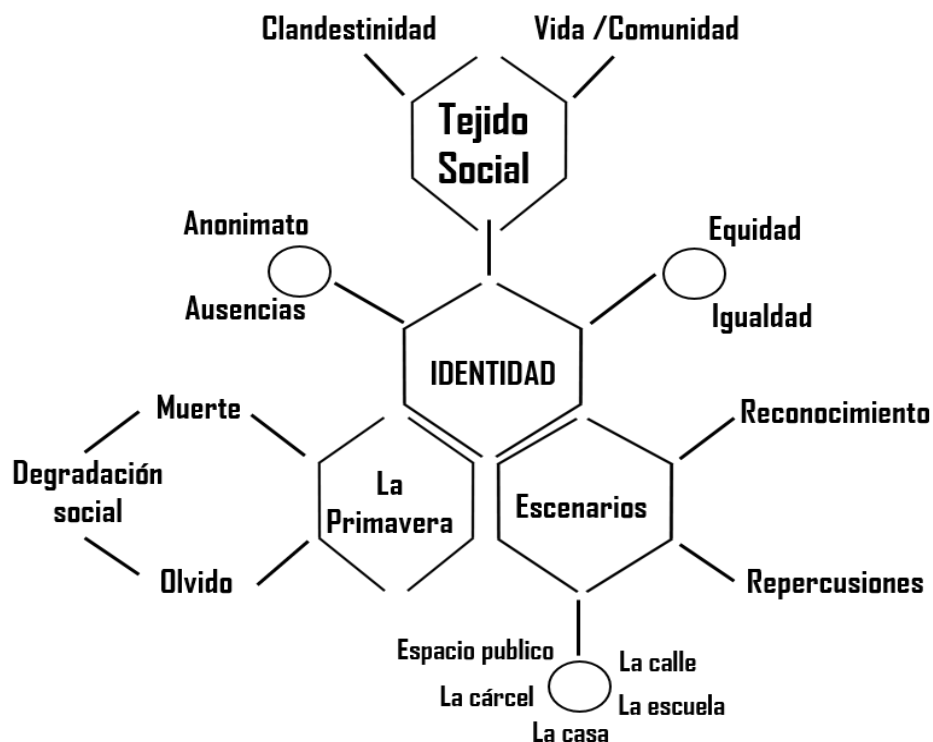 Clandestinidad
Vida /Comunidad
Tejido
Social
Anonimato
Ausencias
Equidad
Igualdad
IDENTIDAD
Muerte
Degradación
social
Olvido
La
Primavera
Escenarios
Reconocimiento
Repercusiones
Espacio publico
La calle
La cárcel
La escuela
La casa